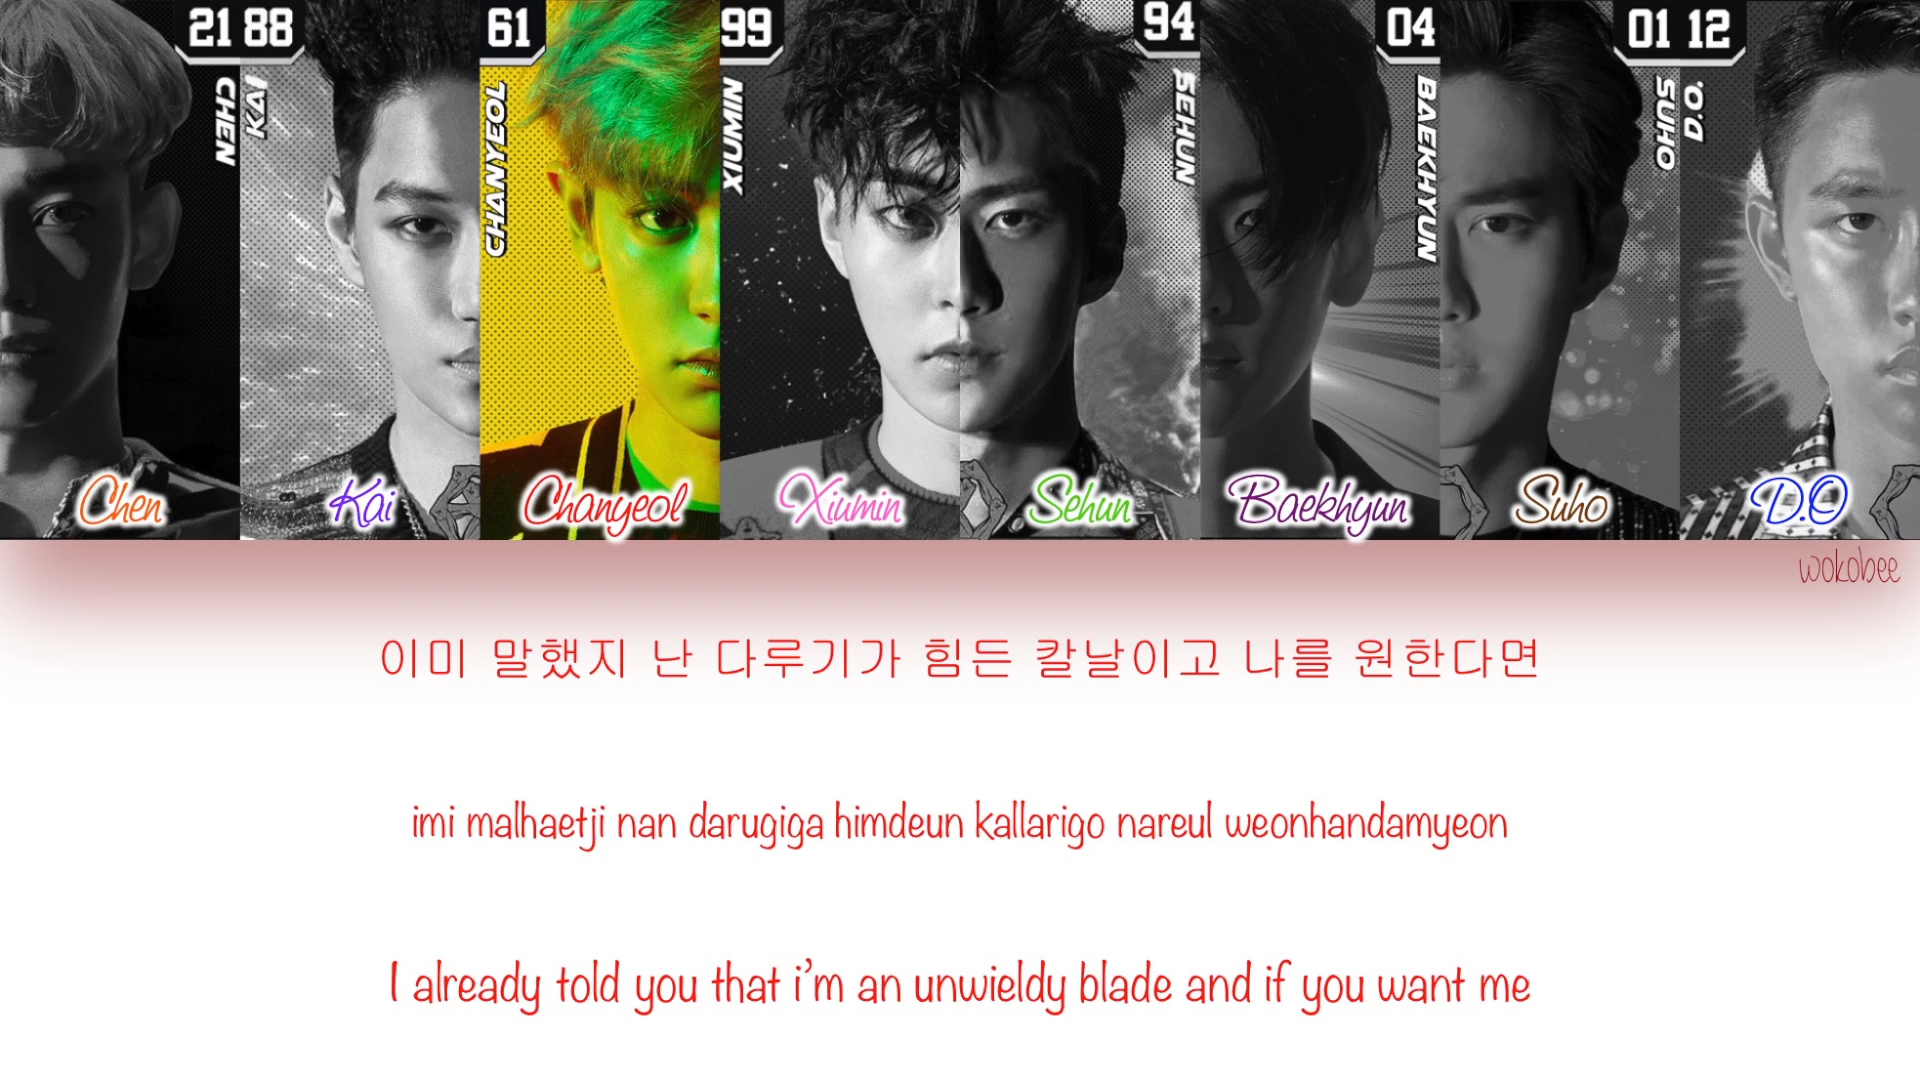 21 88
61
99
94
04
01 12
CHEN
KAI
CHANYEOL
XIUMIN
SEHUN
BAEKHYUN
SUHO
D.O.
Chen
Kai
Chanyeol
Xiumin
Sehun
Baekhyun
Suho
D.O
wokobee
이미 말했지 난 다루기가 힘든 칼날이고 나를 원한다면
imi malhaetji nan darugiga himdeun kallarigo nareul weonhandamyeon
I already told you that i'm an unwieldy blade and if you want me